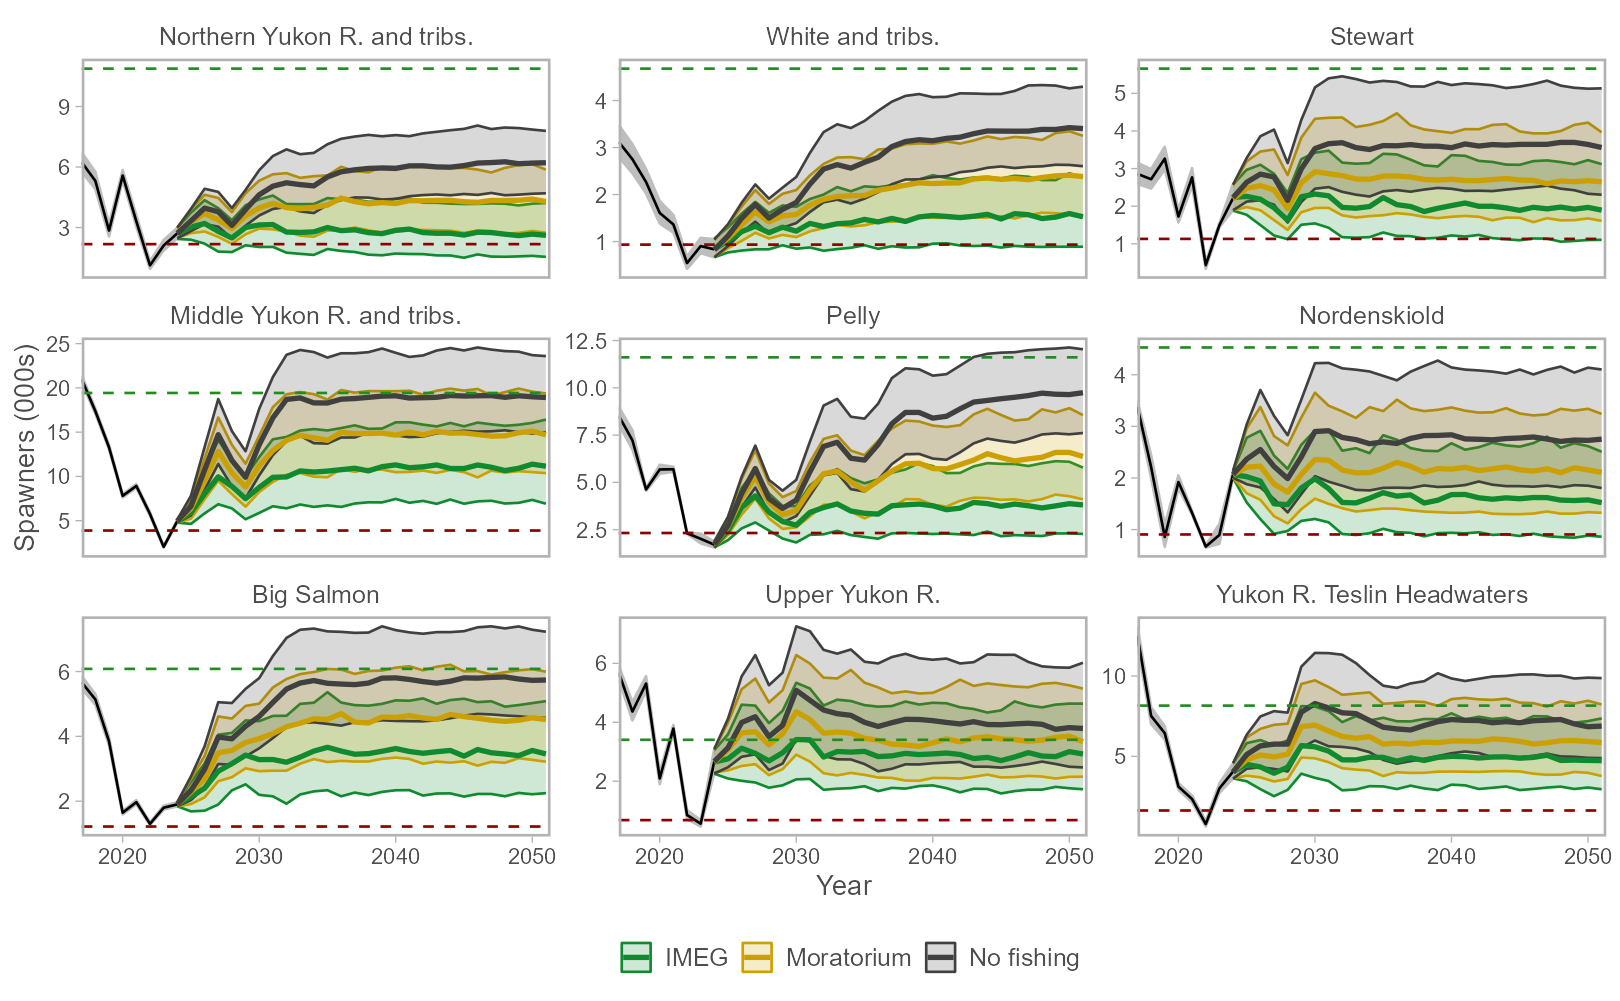 Northern Yukon R. and tribs.
White and tribs.
Stewart
9
6
3
4
3
2
1
5
4
3
2
1
Middle Yukon R. and tribs.
Pelly
Nordenskiold
25
20
15
10
5
12.5
10.0
7.5
5.0
2.5
4
3
2
1
Spawners (000s)
Big Salmon
Upper Yukon R.
Yukon R. Teslin Headwaters
6
4
2
6
4
2
10
5
2020 2030 2040 2050
2020 2030 2040 2050
2020 2030 2040 2050
Year
IMEG Moratorium No fishing